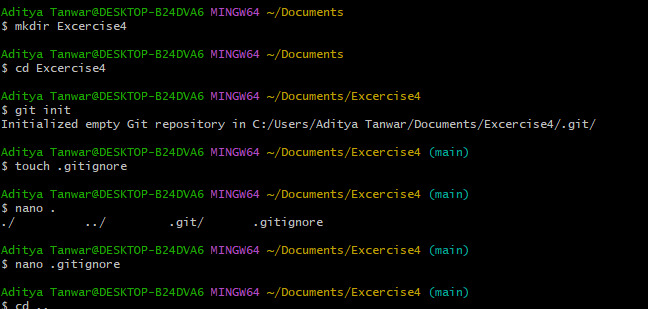 Aditya Tanwar@DESKTOP-B24DVA6 MINGW64 ~/Documents
$ mkdir Excercise4
Aditya Tanwar@DESKTOP-B24DVA6 MINGW64 ~/Documents
$ cd Excercise4
Aditya Tanwar@DESKTOP-B24DVA6 MINGW64 ~/Documents/Excercise4
$ git init
Initialized empty Git repository in C:/Users/Aditya Tanwar/Documents/Excercise4/.git/
Aditya Tanwar@DESKTOP-B24DVA6 MINGW64 ~/Documents/Excercise4 (main)
$ touch .gitignore
Aditya Tanwar@DESKTOP-B24DVA6 MINGW64 ~/Documents/Excercise4 (main)
$ nano .
./ ../ .git/ .gitignore
Aditya Tanwar@DESKTOP-B24DVA6 MINGW64 ~/Documents/Excercise4 (main)
$ nano .gitignore
Aditya Tanwar@DESKTOP-B24DVA6 MINGW64 ~/Documents/Excercise4 (main)
$ cd ..